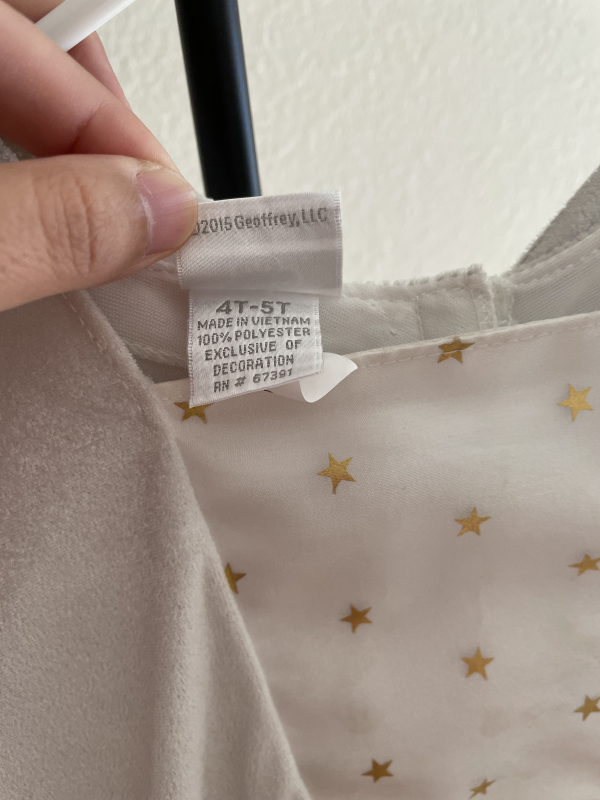 ©2015 Geoffrey, LLC
4T-5T
MADE IN VIETNAM
100% POLYESTER
EXCLUSIVE OF
DECORATION
RN # 67391